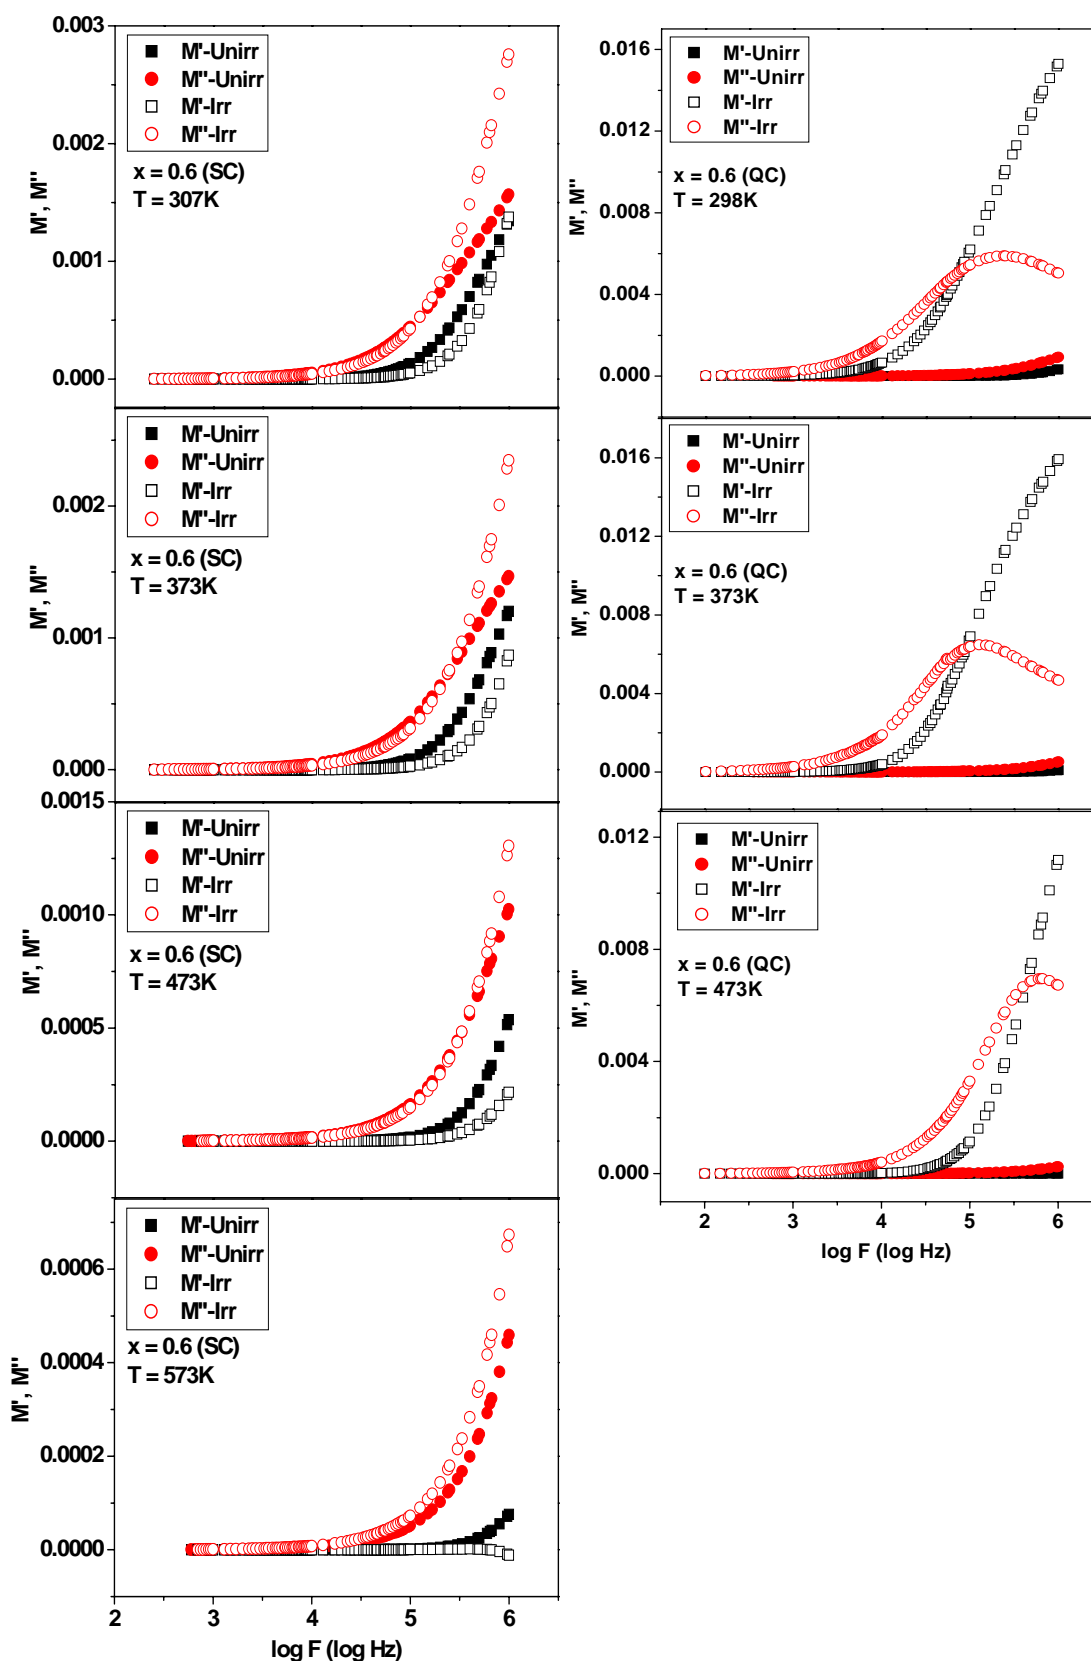 0.003
0.002
0.001
0.000
M', M"
M'-Unirr
M"-Unirr
M'-Irr
M"-Irr
x = 0.6 (SC)
T = 307K
0.002
0.001
0.000
M', M"
M'-Unirr
M"-Unirr
M'-Irr
M"-Irr
x = 0.6 (SC)
T = 373K
0.0015
0.0010
0.0005
0.0000
M', M"
M'-Unirr
M"-Unirr
M'-Irr
M"-Irr
x = 0.6 (SC)
T = 473K
0.0006
0.0004
0.0002
0.0000
M', M"
M'-Unirr
M"-Unirr
M'-Irr
M"-Irr
x = 0.6 (SC)
T = 573K
2 3 4 5 6
log F (log Hz)
0.016
0.012
0.008
0.004
0.000
M', M"
M'-Unirr
M"-Unirr
M'-Irr
M"-Irr
x = 0.6 (QC)
T = 298K
0.016
0.012
0.008
0.004
0.000
M', M"
M'-Unirr
M"-Unirr
M'-Irr
M"-Irr
x = 0.6 (QC)
T = 373K
0.012
0.008
0.004
0.000
M', M"
M'-Unirr
M"-Unirr
M'-Irr
M"-Irr
x = 0.6 (QC)
T = 473K
2 3 4 5 6
log F (log Hz)